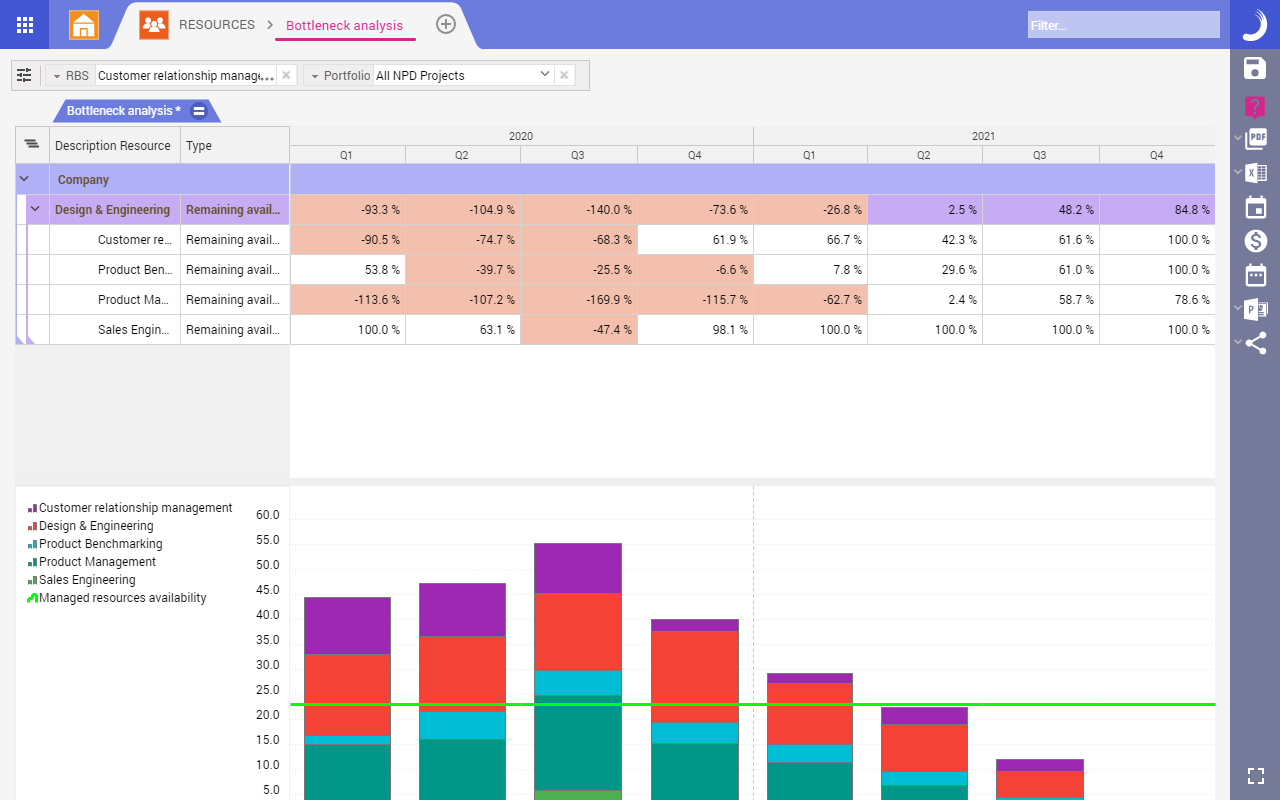 RESOURCES > Bottleneck analysis
Filter...
RBS Customer relationship manag... Portfolio All NPD Projects
Bottleneck analysis *
Description Resource Type 2020 2021
Q1 Q2 Q3 Q4 Q1 Q2 Q3 Q4
Company
Design & Engineering Remaining avail... -93.3 % -104.9 % -140.0 % -73.6 % -26.8 % 2.5 % 48.2 % 84.8 %
Customer re... Remaining avail... -90.5 % -74.7 % -68.3 % 61.9 % 66.7 % 42.3 % 61.6 % 100.0 %
Product Ben... Remaining avail... 53.8 % -39.7 % -25.5 % -6.6 % 7.8 % 29.6 % 61.0 % 100.0 %
Product Ma... Remaining avail... -113.6 % -107.2 % -169.9 % -115.7 % -62.7 % 2.4 % 58.7 % 78.6 %
Sales Engin... Remaining avail... 100.0 % 63.1 % -47.4 % 98.1 % 100.0 % 100.0 % 100.0 % 100.0 %
Customer relationship management
Design & Engineering
Product Benchmarking
Product Management
Sales Engineering
Managed resources availability
60.0
55.0
50.0
45.0
40.0
35.0
30.0
25.0
20.0
15.0
10.0
5.0
?
PDF
X
$
P